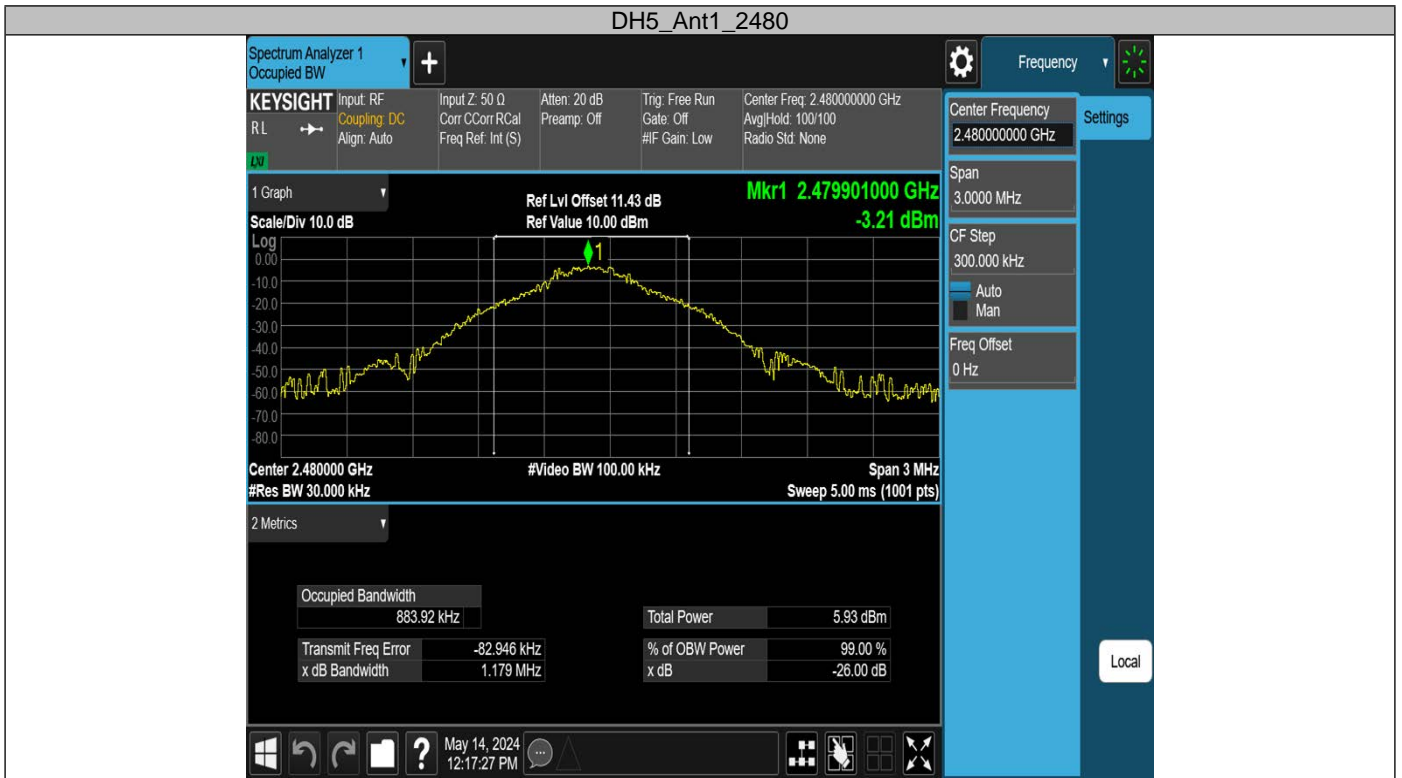 DH5_Ant1_2480
Spectrum Analyzer 1
Occupied BW
+
Frequency
KEYSIGHT
RL
LXI
Input: RF
Coupling: DC
Align: Auto
Input Z: 50 Ω
Corr CCorr RCal
Freq Ref: Int (S)
Atten: 20 dB
Preamp: Off
Trig: Free Run
Gate: Off
#IF Gain: Low
Center Freq: 2.480000000 GHz
Avg|Hold: 100/100
Radio Std: None
Center Frequency
2.480000000 GHz
Settings
Span
3.0000 MHz
CF Step
300.000 kHz
Auto
Man
Freq Offset
0 Hz
Local
1 Graph
Scale/Div 10.0 dB
Ref Lvl Offset 11.43 dB
Ref Value 10.00 dBm
Mkr1 2.479901000 GHz
-3.21 dBm
Log
0.00
-10.0
-20.0
-30.0
-40.0
-50.0
-60.0
-70.0
-80.0
1
Center 2.480000 GHz
#Res BW 30.000 kHz
#Video BW 100.00 kHz
Span 3 MHz
Sweep 5.00 ms (1001 pts)
2 Metrics
Occupied Bandwidth
883.92 kHz
Total Power 5.93 dBm
Transmit Freq Error -82.946 kHz
% of OBW Power 99.00 %
x dB Bandwidth 1.179 MHz
x dB -26.00 dB
?
May 14, 2024
12:17:27 PM